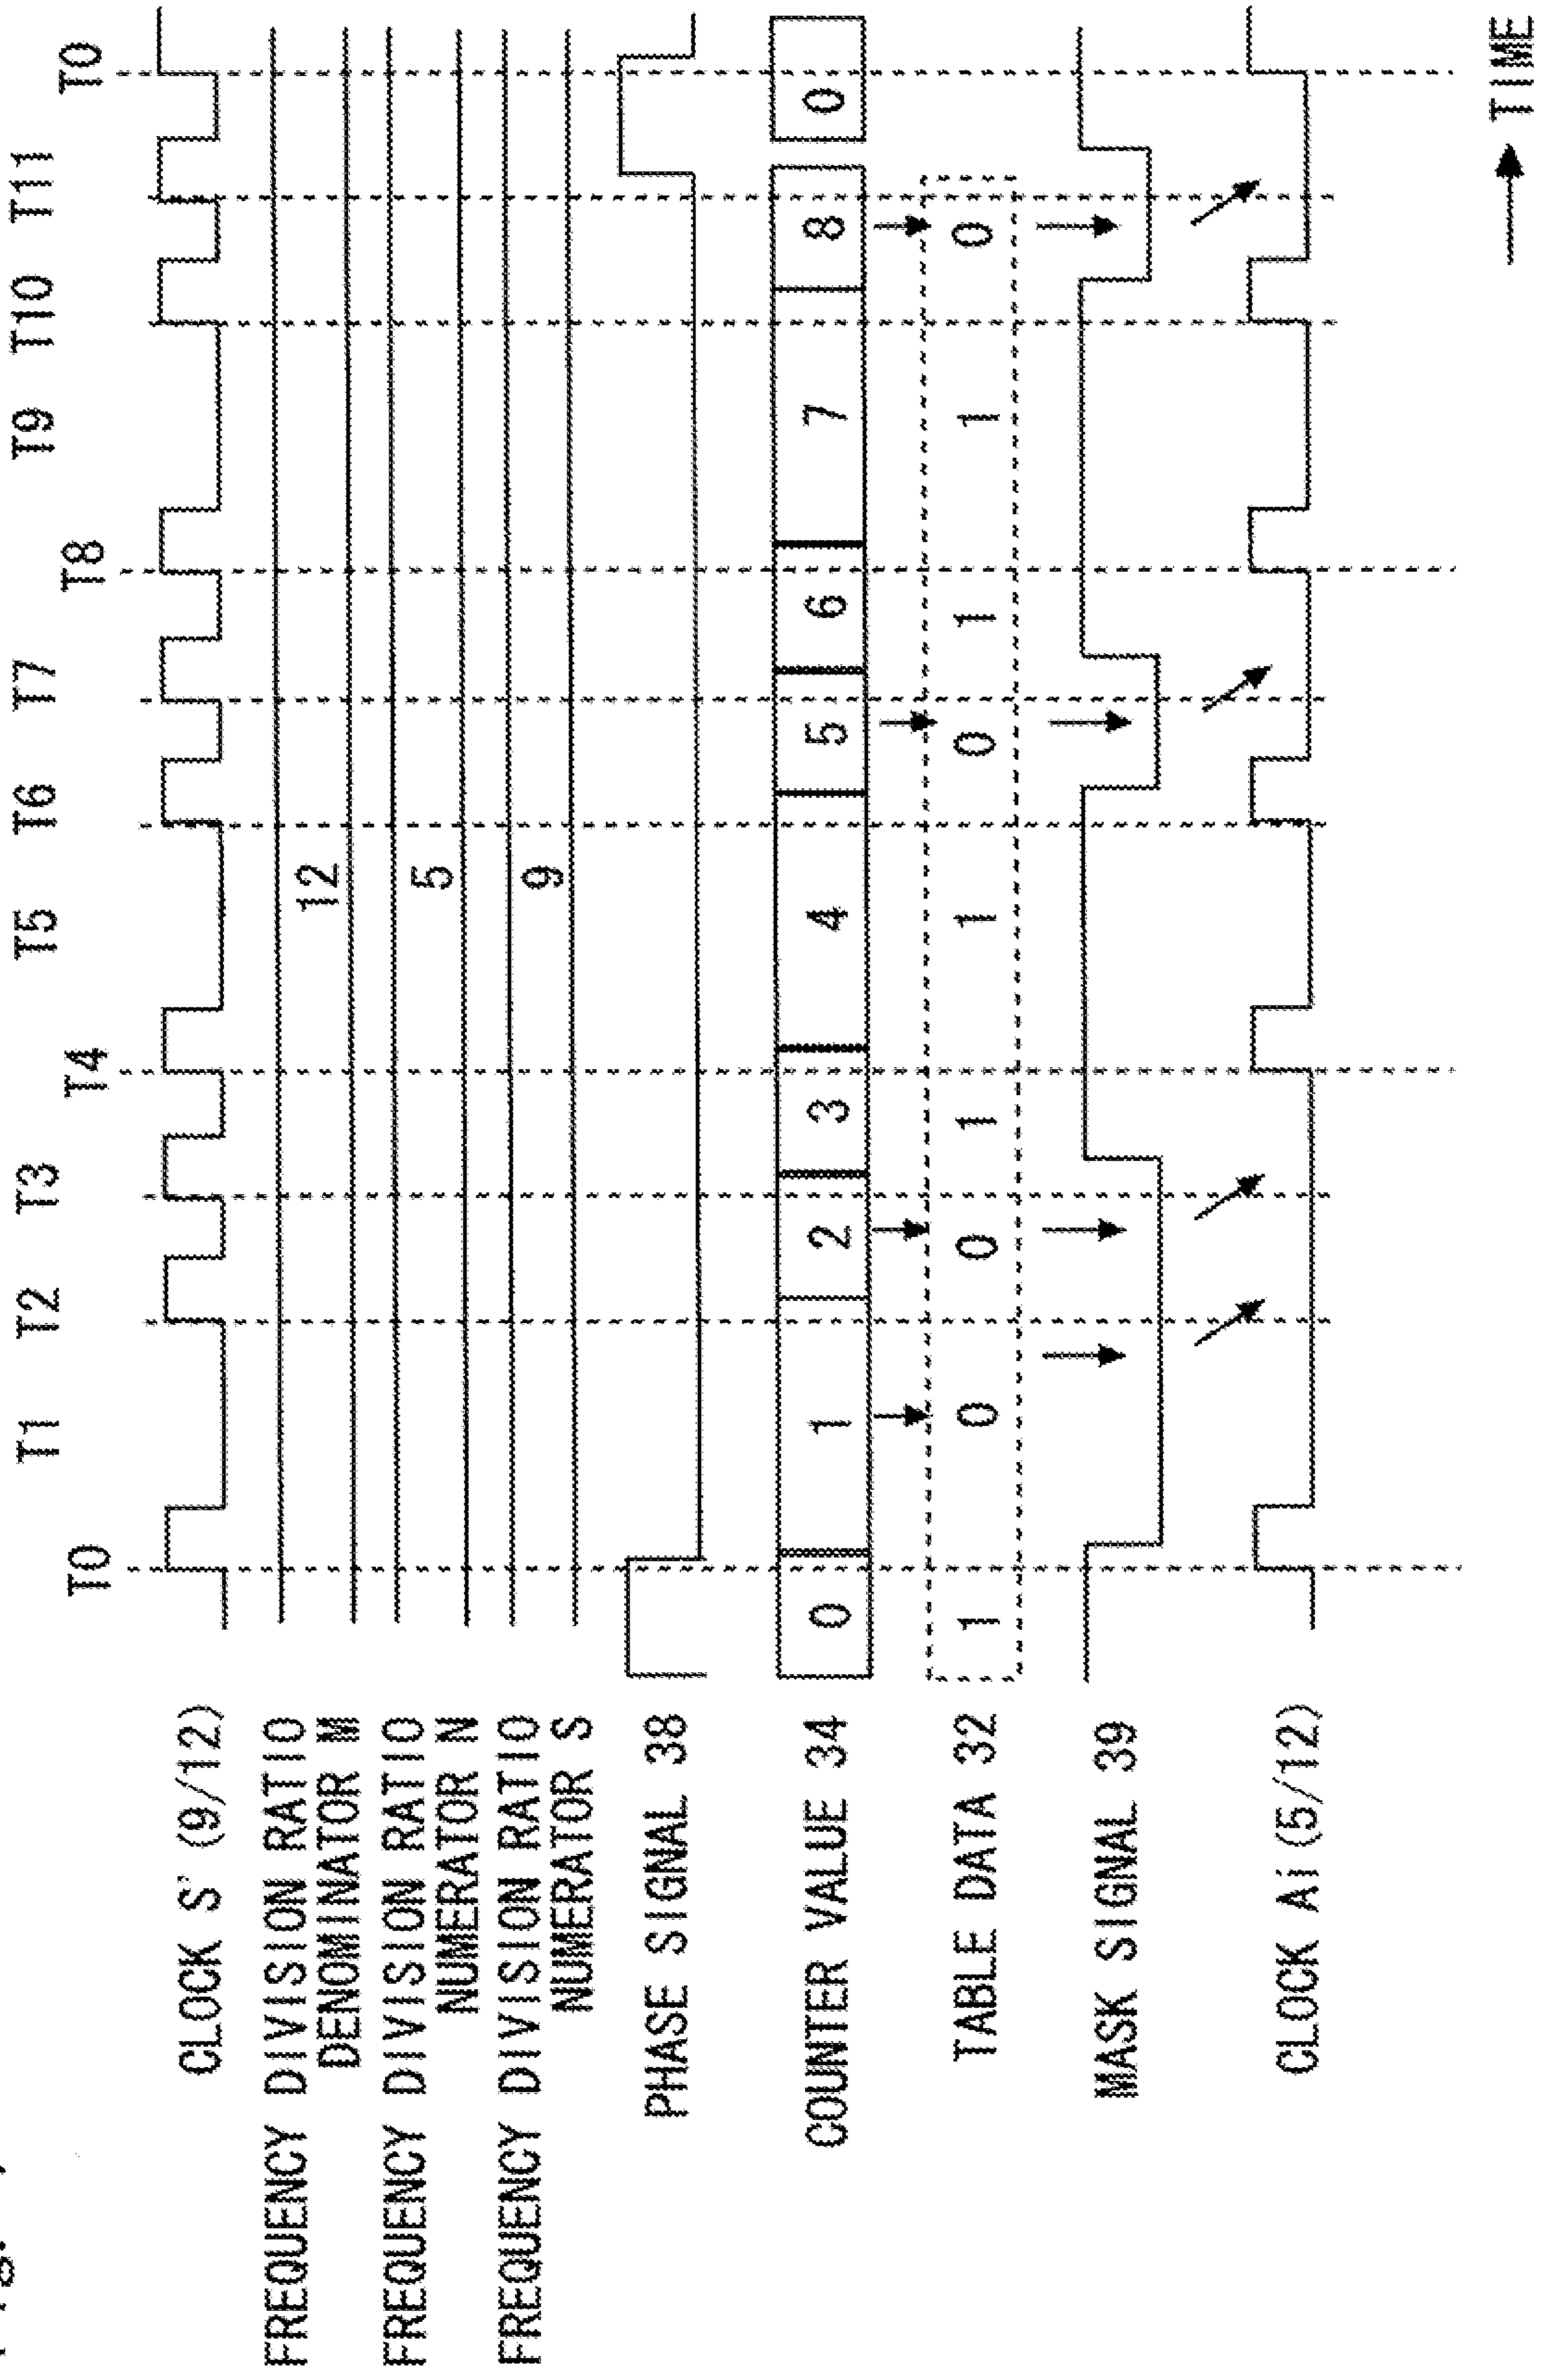 T0 T1 T2 T3 T4 T5 T6 T7 T8 T9 T10 T11 T0
CLOCK S' (9/12)
FREQUENCY DIVISION RATIO
DENOMINATOR M
12
FREQUENCY DIVISION RATIO
NUMERATOR N
5
FREQUENCY DIVISION RATIO
NUMERATOR S
9
PHASE SIGNAL 38
COUNTER VALUE 34
0 1 2 3 4 5 6 7 8 0
TABLE DATA 32
1 0 0 1 1 0 1 1 0
MASK SIGNAL 39
CLOCK Ai (5/12)
TIME